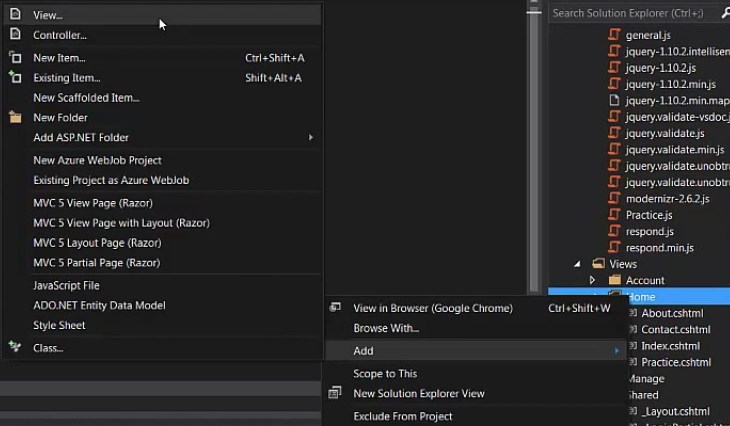 View...
Controller...
New Item... Ctrl+Shift+A
Existing Item... Shift+Alt+A
New Scaffolded Item...
New Folder
Add ASP.NET Folder
New Azure WebJob Project
Existing Project as Azure WebJob
MVC 5 View Page (Razor)
MVC 5 View Page with Layout (Razor)
MVC 5 Layout Page (Razor)
MVC 5 Partial Page (Razor)
JavaScript File
ADO.NET Entity Data Model
Style Sheet
Class...
View in Browser (Google Chrome) Ctrl+Shift+W
Browse With...
Add
Scope to This
New Solution Explorer View
Exclude From Project
Search Solution Explorer (Ctrl+;)
general.js
jquery-1.10.2.intellisen
jquery-1.10.2.js
jquery-1.10.2.min.js
jquery-1.10.2.min.map
jquery.validate-vsdoc.j
jquery.validate.js
jquery.validate.min.js
jquery.validate.unobtr
jquery.validate.unobtru
modernizr-2.6.2.js
Practice.js
respond.js
respond.min.js
Views
Account
Home
About.cshtml
Contact.cshtml
Index.cshtml
Practice.cshtml
Manage
Shared
_Layout.cshtml